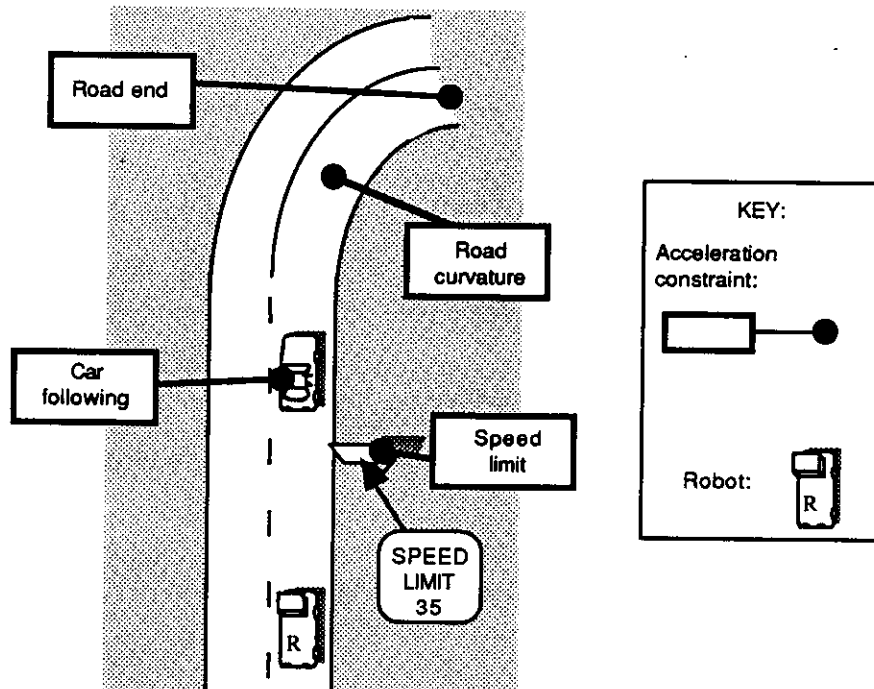 Road end
Road
curvature
Car
following
Speed
limit
SPEED
LIMIT
35
R
KEY:
Acceleration
constraint:
Robot:
R